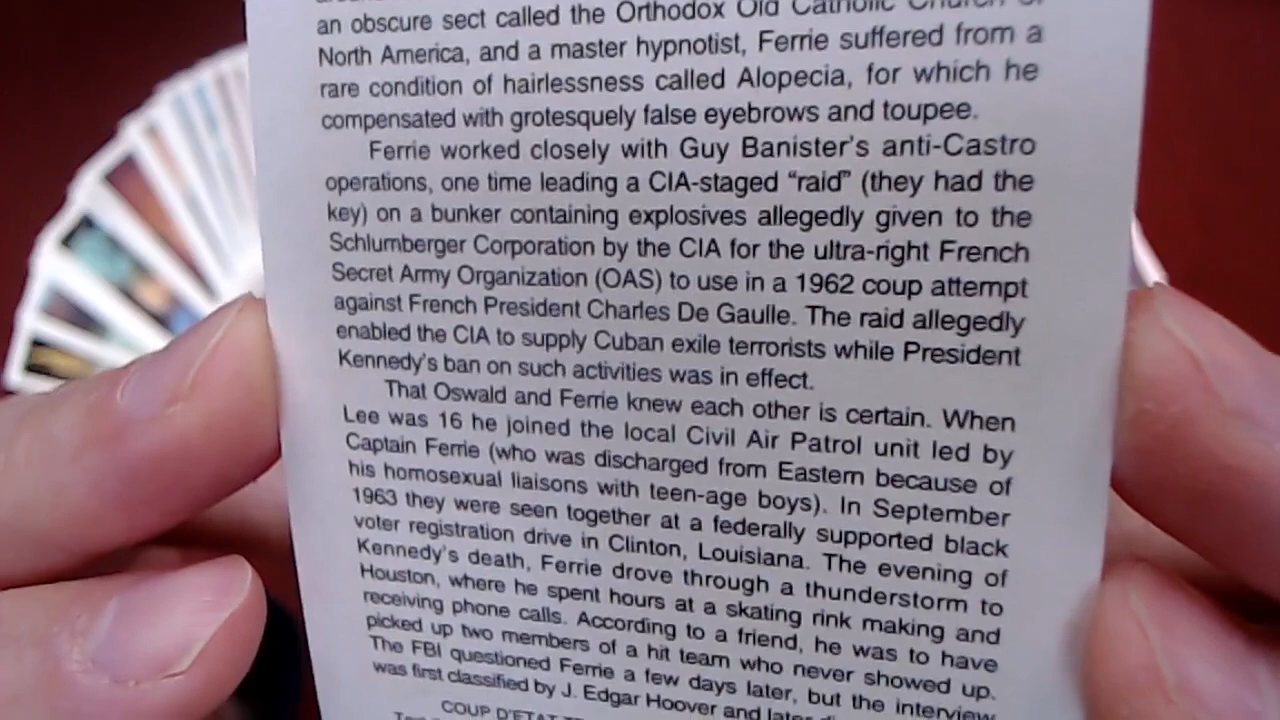 an obscure sect called the Orthodox Old Catholic Church of
North America, and a master hypnotist, Ferrie suffered from a
rare condition of hairlessness called Alopecia, for which he
compensated with grotesquely false eyebrows and toupee.
Ferrie worked closely with Guy Banister's anti-Castro
operations, one time leading a CIA-staged “raid” (they had the
key) on a bunker containing explosives allegedly given to the
Schlumberger Corporation by the CIA for the ultra-right French
Secret Army Organization (OAS) to use in a 1962 coup attempt
against French President Charles De Gaulle. The raid allegedly
enabled the CIA to supply Cuban exile terrorists while President
Kennedy's ban on such activities was in effect.
That Oswald and Ferrie knew each other is certain. When
Lee was 16 he joined the local Civil Air Patrol unit led by
Captain Ferrie (who was discharged from Eastern because of
his homosexual liaisons with teen-age boys). In September
1963 they were seen together at a federally supported black
voter registration drive in Clinton, Louisiana. The evening of
Kennedy's death, Ferrie drove through a thunderstorm to
Houston, where he spent hours at a skating rink making and
receiving phone calls. According to a friend, he was to have
picked up two members of a hit team who never showed up.
The FBI questioned Ferrie a few days later, but the interview
was first classified by J. Edgar Hoover and later
COUP D'ETAT